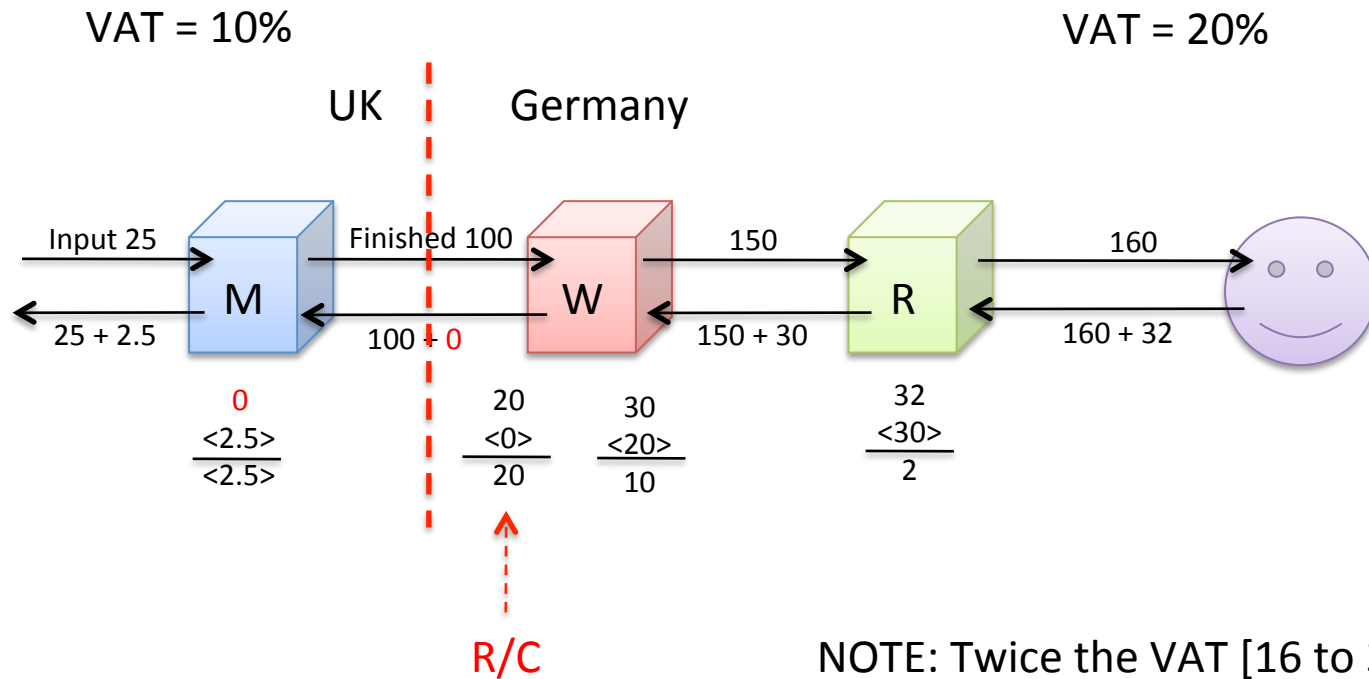 VAT = 10%
VAT = 20%
UK
Germany
Input 25
Finished 100
150
160
M
W
R
25 + 2.5
100 + 0
150 + 30
160 + 32
0
<2.5>
<2.5>
20
<0>
20
30
<20>
10
32
<30>
2
R/C
NOTE: Twice the VAT [16 to